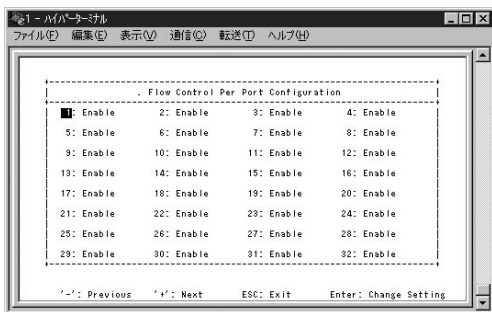 1 - ﾊｲﾊﾟｰﾀｰﾐﾅﾙ
ファイル(F) 編集(E) 表示(V) 通信(C) 転送(T) ヘルプ(H)
. Flow Control Per Port Configuration
1: Enable 2: Enable 3: Enable 4: Enable
5: Enable 6: Enable 7: Enable 8: Enable
9: Enable 10: Enable 11: Enable 12: Enable
13: Enable 14: Enable 15: Enable 16: Enable
17: Enable 18: Enable 19: Enable 20: Enable
21: Enable 22: Enable 23: Enable 24: Enable
25: Enable 26: Enable 27: Enable 28: Enable
29: Enable 30: Enable 31: Enable 32: Enable
'-': Previous '+': Next ESC: Exit Enter: Change Setting